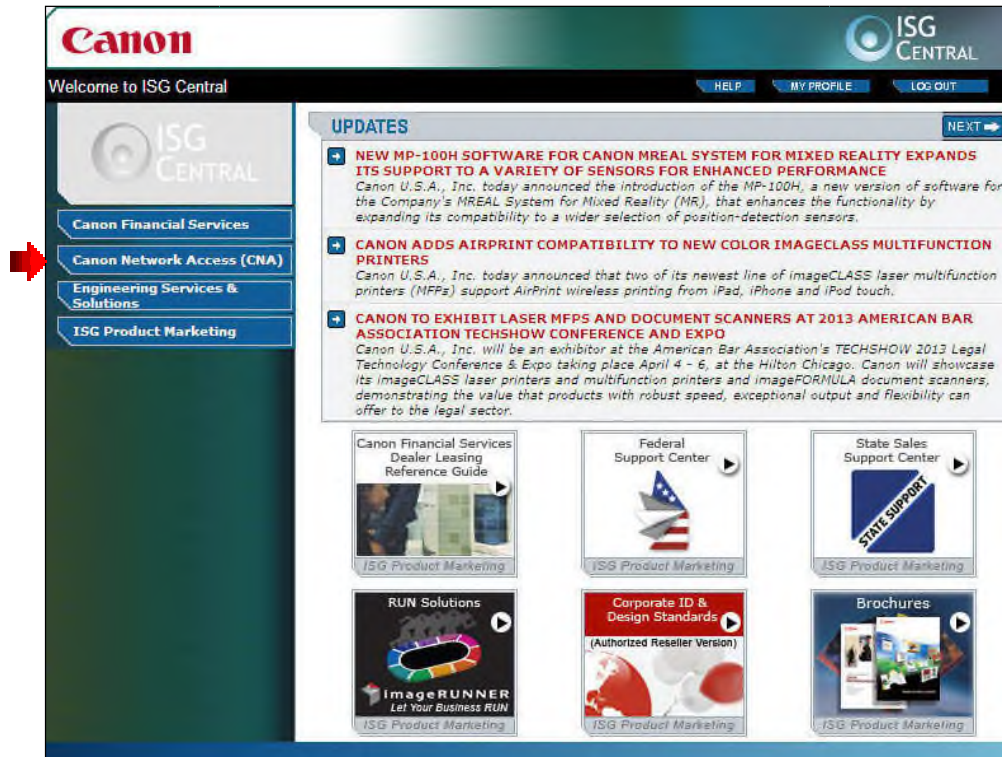 Canon
ISG
CENTRAL
Welcome to ISG Central
HELP
MY PROFILE
LOG OUT
ISG
CENTRAL
Canon Financial Services
Canon Network Access (CNA)
Engineering Services &
Solutions
ISG Product Marketing
UPDATES
NEXT
NEW MP-100H SOFTWARE FOR CANON MREAL SYSTEM FOR MIXED REALITY EXPANDS
ITS SUPPORT TO A VARIETY OF SENSORS FOR ENHANCED PERFORMANCE
Canon U.S.A., Inc. today announced the introduction of the MP-100H, a new version of software for
the Company's MREAL System for Mixed Reality (MR), that enhances the functionality by
expanding its compatibility to a wider selection of position-detection sensors.
CANON ADDS AIRPRINT COMPATIBILITY TO NEW COLOR IMAGECLASS MULTIFUNCTION
PRINTERS
Canon U.S.A., Inc. today announced that two of its newest line of imageCLASS laser multifunction
printers (MFPs) support AirPrint wireless printing from iPad, iPhone and iPod touch.
CANON TO EXHIBIT LASER MFPS AND DOCUMENT SCANNERS AT 2013 AMERICAN BAR
ASSOCIATION TECHSHOW CONFERENCE AND EXPO
Canon U.S.A., Inc. will be an exhibitor at the American Bar Association's TECHSHOW 2013 Legal
Technology Conference & Expo taking place April 4 - 6, at the Hilton Chicago. Canon will showcase
its imageCLASS laser printers and multifunction printers and imageFORMULA document scanners,
demonstrating the value that products with robust speed, exceptional output and flexibility can
offer to the legal sector.
Canon Financial Services
Dealer Leasing
Reference Guide
ISG Product Marketing
Federal
Support Center
ISG Product Marketing
State Sales
Support Center
STATE SUPPORT
ISG Product Marketing
RUN Solutions
imageRUNNER
Let Your Business RUN
ISG Product Marketing
Corporate ID &
Design Standards
(Authorized Reseller Version)
ISG Product Marketing
Brochures
ISG Product Marketing